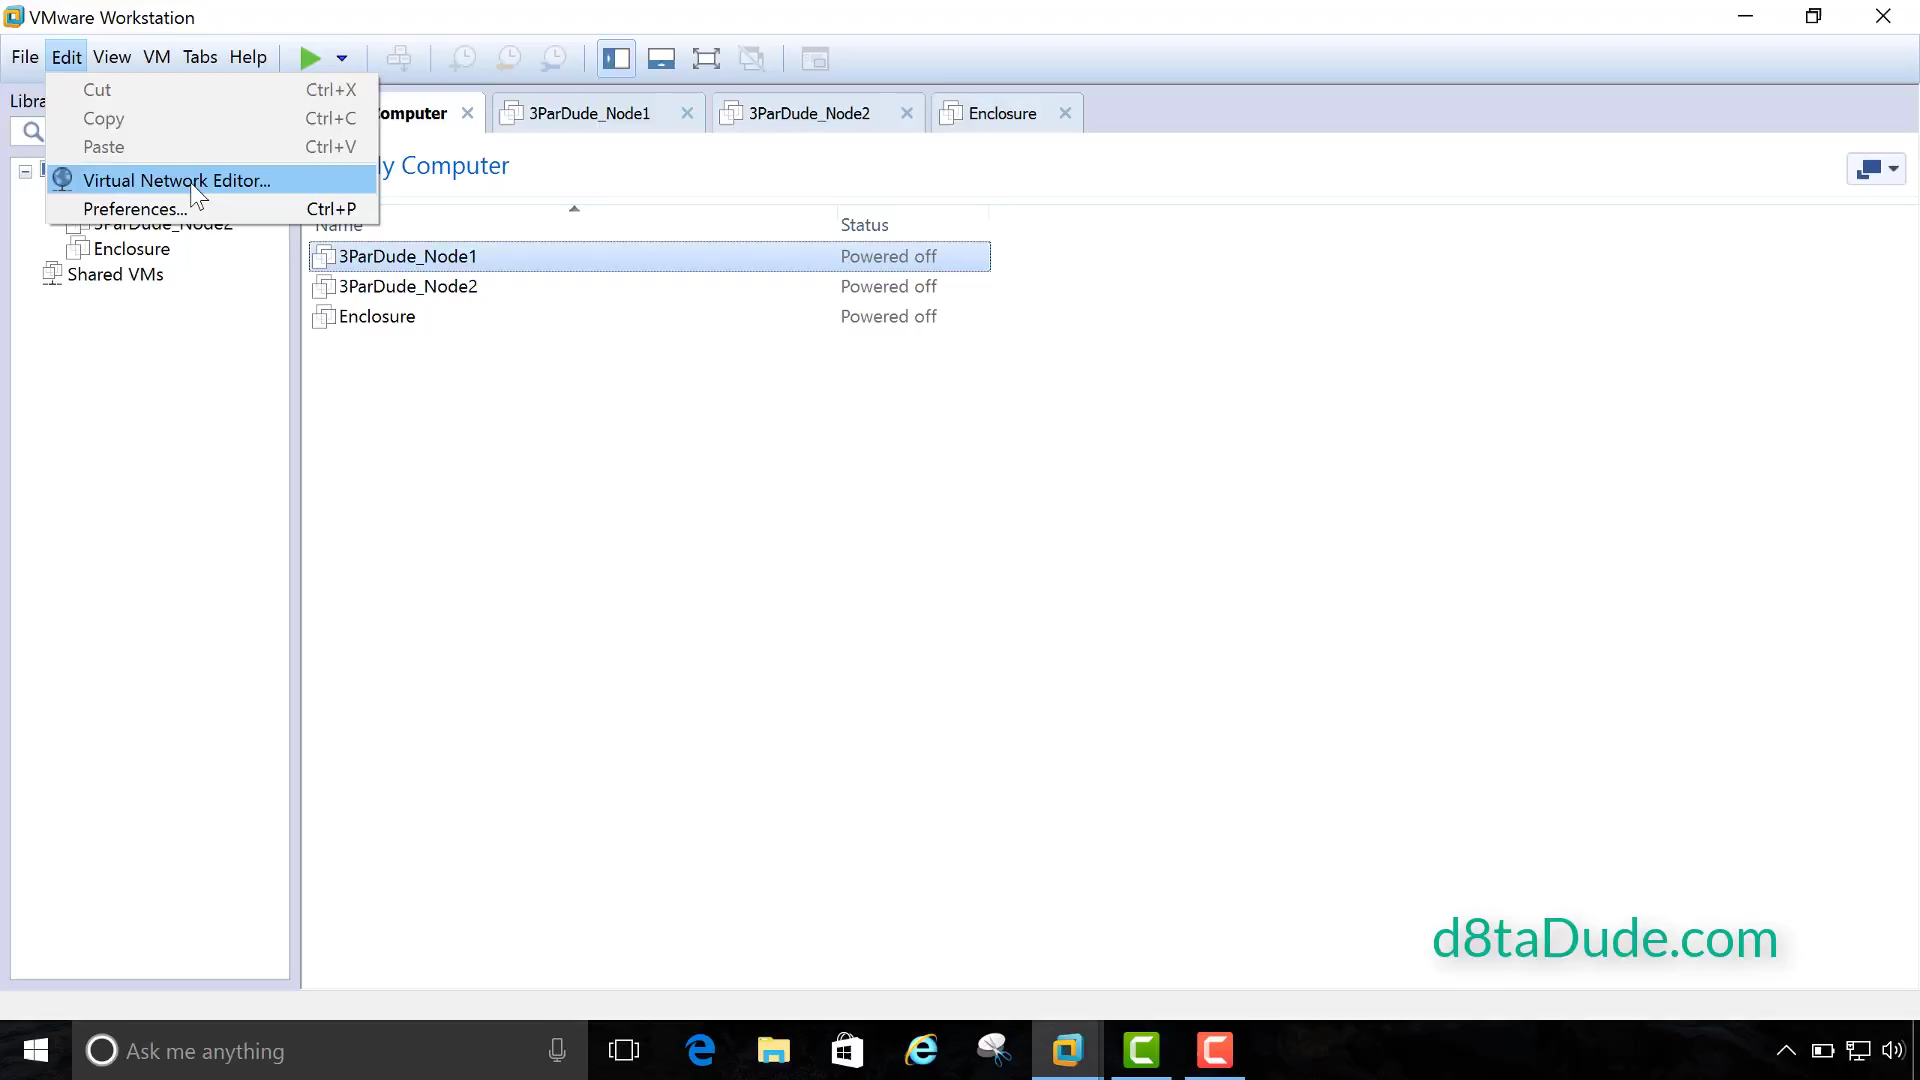 VMware Workstation
File Edit View VM Tabs Help
Cut Ctrl+X
Copy Ctrl+C
Paste Ctrl+V
Virtual Network Editor...
Preferences... Ctrl+P
Libra
omputer
3ParDude_Node1
3ParDude_Node2
Enclosure
y Computer
3ParDude_Node2
Enclosure
Shared VMs
Name Status
3ParDude_Node1 Powered off
3ParDude_Node2 Powered off
Enclosure Powered off
d8taDude.com
Ask me anything